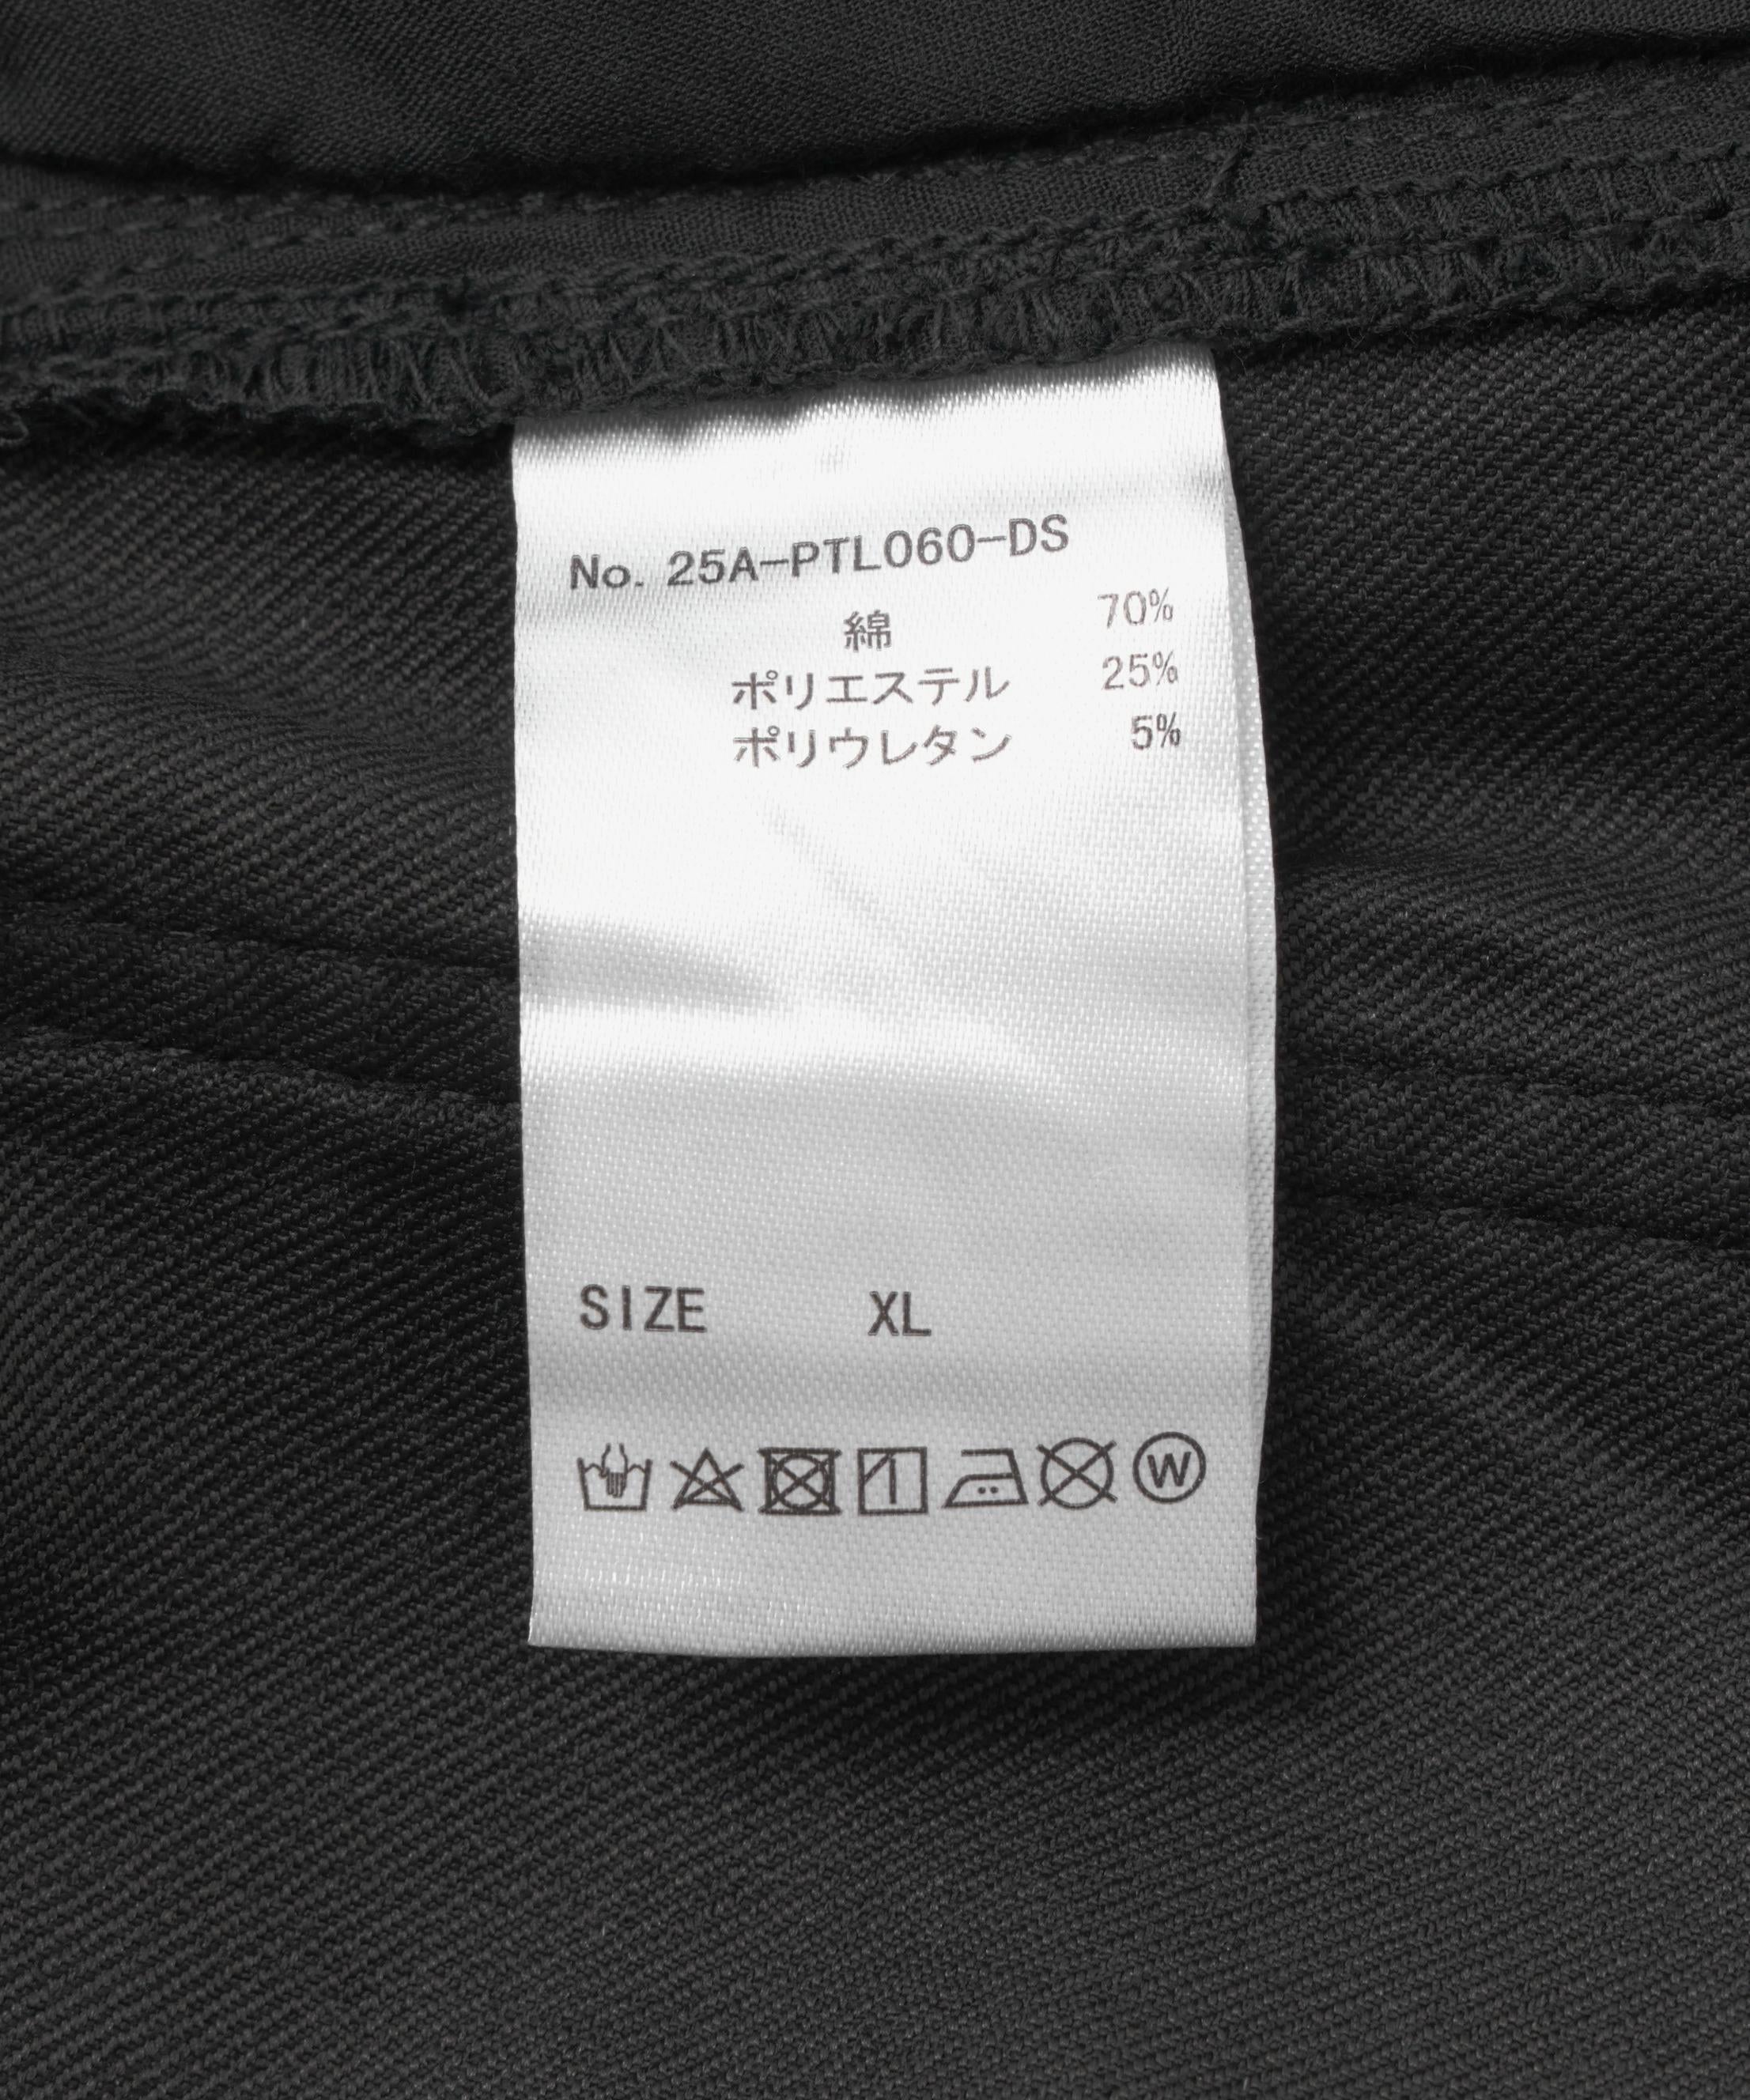 No. 25A-PTL060-DS
綿 70%
ポリエステル 25%
ポリウレタン 5%
SIZE XL
W